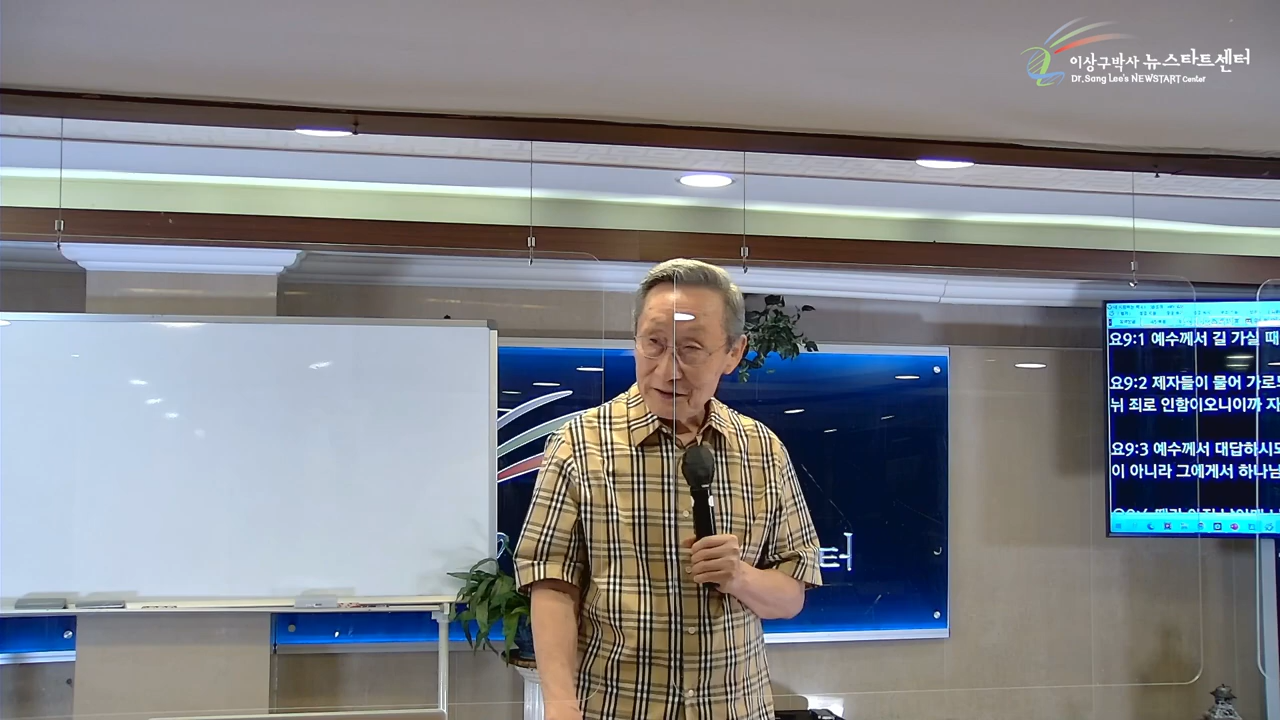 이상구박사 뉴스타트센터
Dr. Sang Lee's NEWSTART Center
요9:1 예수께서 길 가실 때
요9:2 제자들이 물어 가로
뉘 죄로 인함이오니이까 자
요9:3 예수께서 대답하시
이 아니라 그에게서 하나님
트터